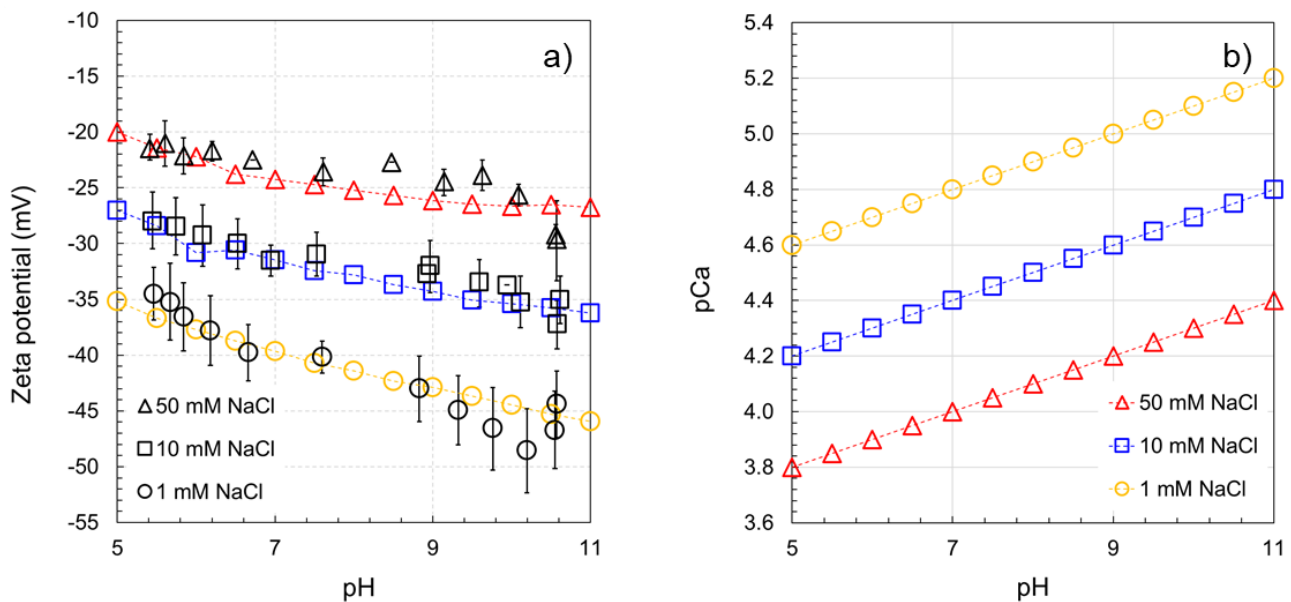 a)
Zeta potential (mV)
-10
-15
-20
-25
-30
-35
-40
-45
-50
-55
50 mM NaCl
10 mM NaCl
1 mM NaCl
5
7
9
11
pH
b)
pCa
5.4
5.2
5.0
4.8
4.6
4.4
4.2
4.0
3.8
3.6
50 mM NaCl
10 mM NaCl
1 mM NaCl
5
7
9
11
pH